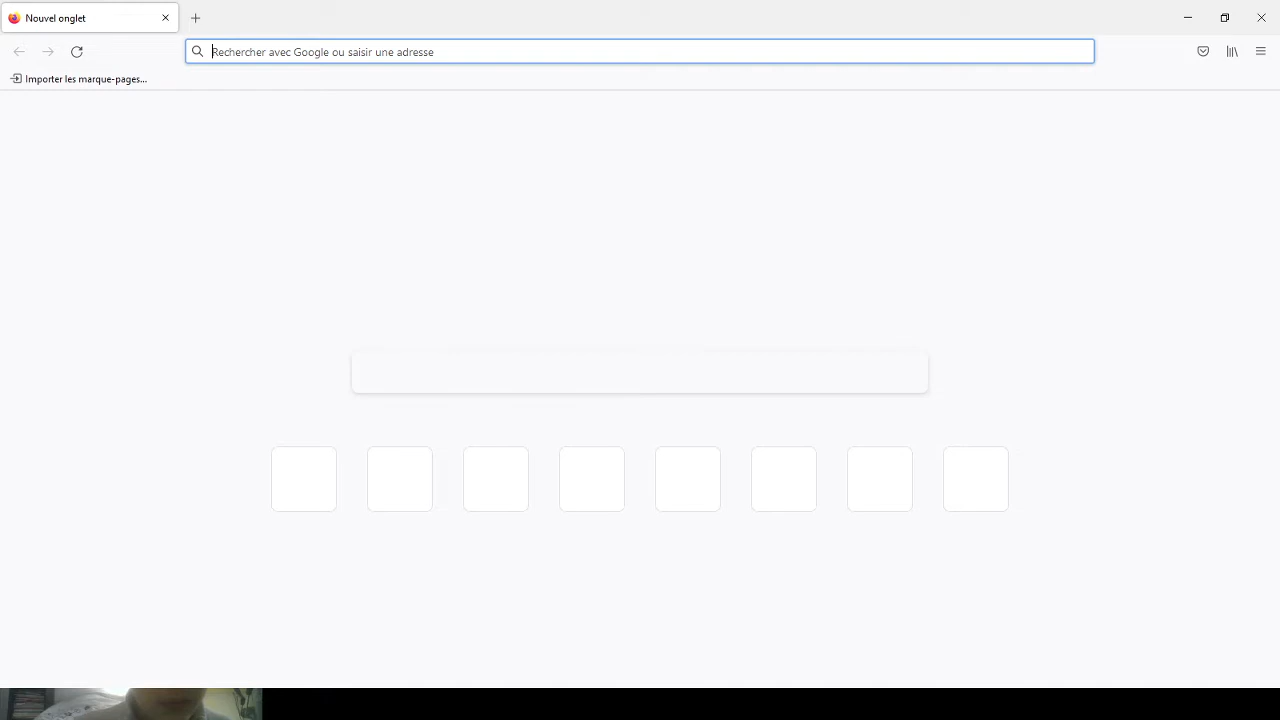 Nouvel onglet
Rechercher avec Google ou saisir une adresse
Importer les marque-pages...